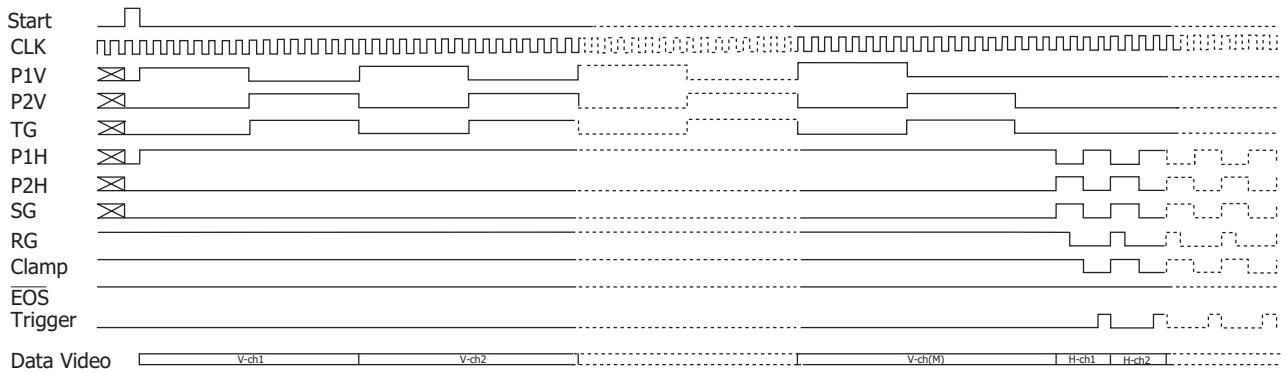 Start
CLK
P1V
P2V
TG
P1H
P2H
SG
RG
Clamp
EOS
Trigger
Data Video V-ch1 V-ch2 V-ch(M) H-ch1 H-ch2